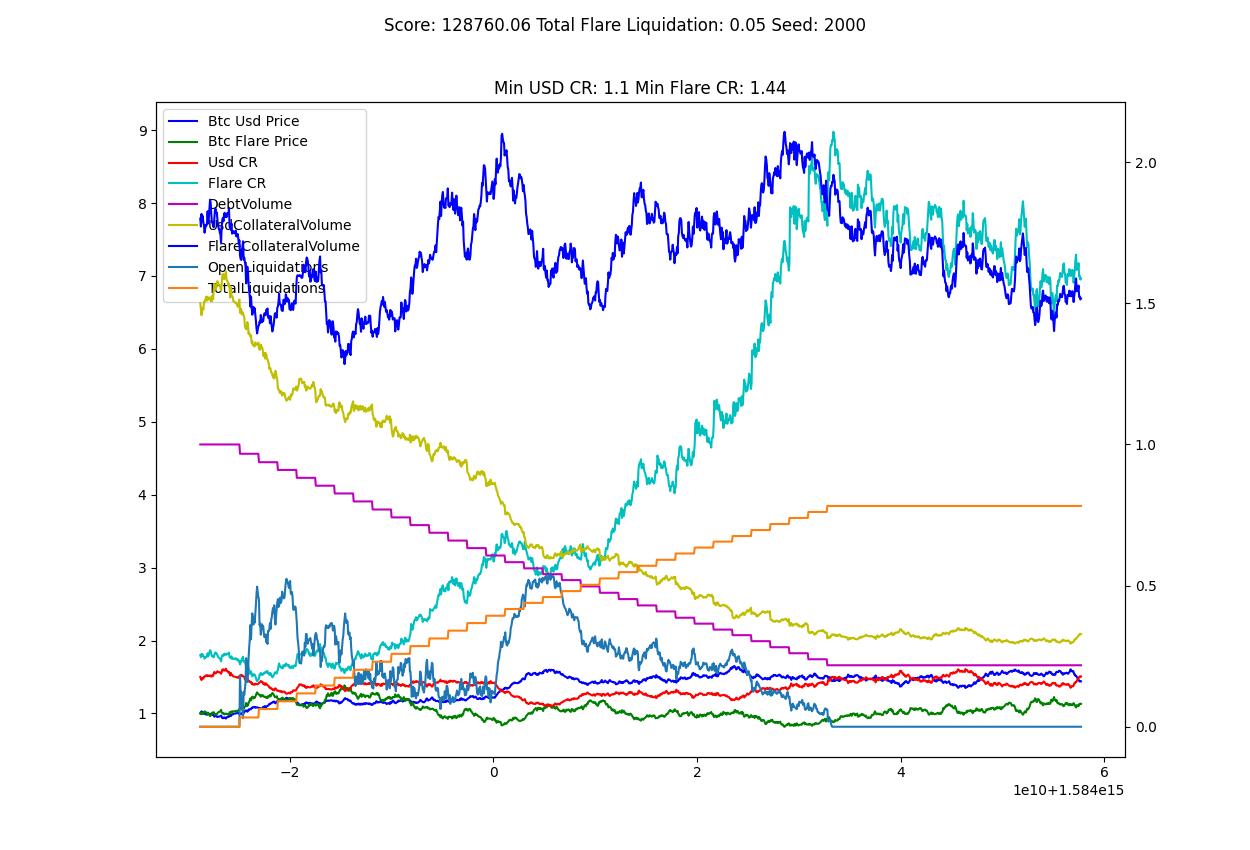 Score: 128760.06 Total Flare Liquidation: 0.05 Seed: 2000
Min USD CR: 1.1 Min Flare CR: 1.44
Btc Usd Price
Btc Flare Price
Usd CR
Flare CR
DebtVolume
UsdCollateralVolume
FlareCollateralVolume
OpenLiquidations
TotalLiquidations
9
8
7
6
5
4
3
2
1
2.0
1.5
1.0
0.5
0.0
−2
0
2
4
6
1e10+1.584e15